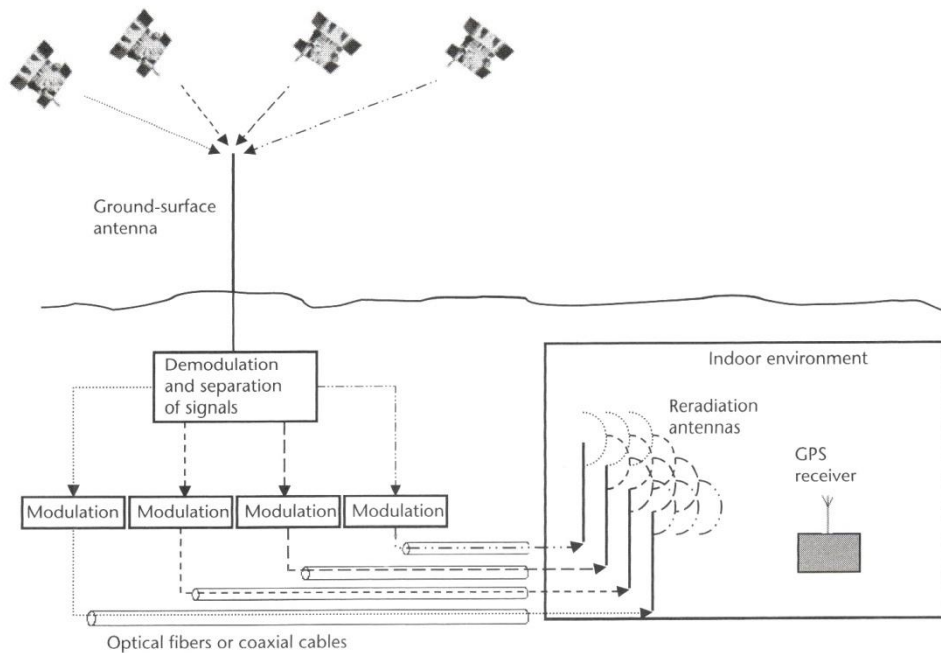 Ground-surface
antenna
Demodulation
and separation
of signals
Indoor environment
Reradiation
antennas
GPS
receiver
Modulation
Modulation
Modulation
Modulation
Optical fibers or coaxial cables